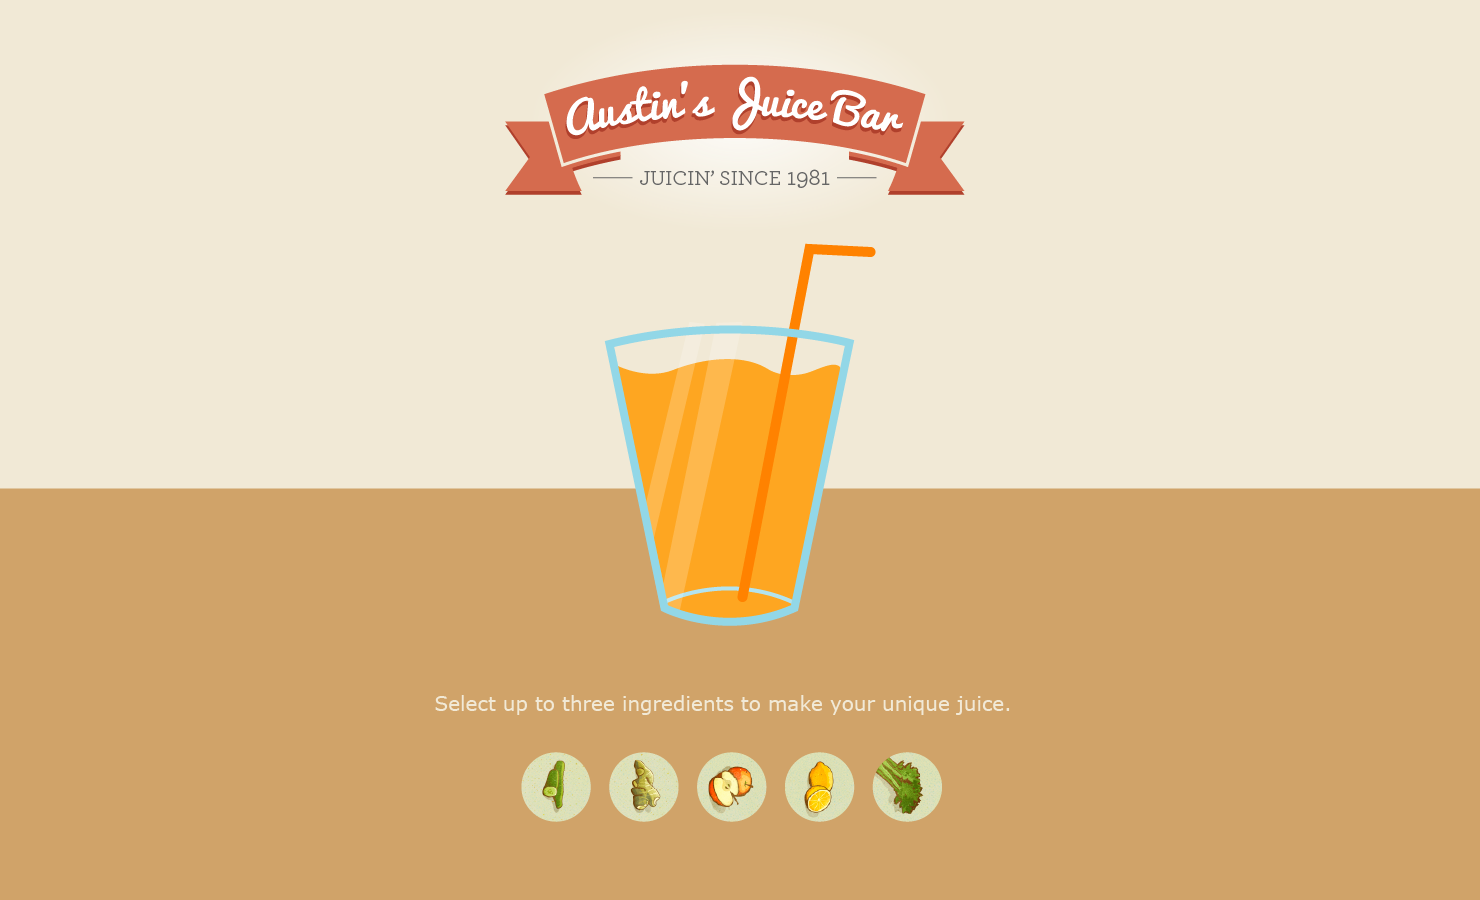 Austin's Juice Bar
JUICIN’ SINCE 1981
Select up to three ingredients to make your unique juice.